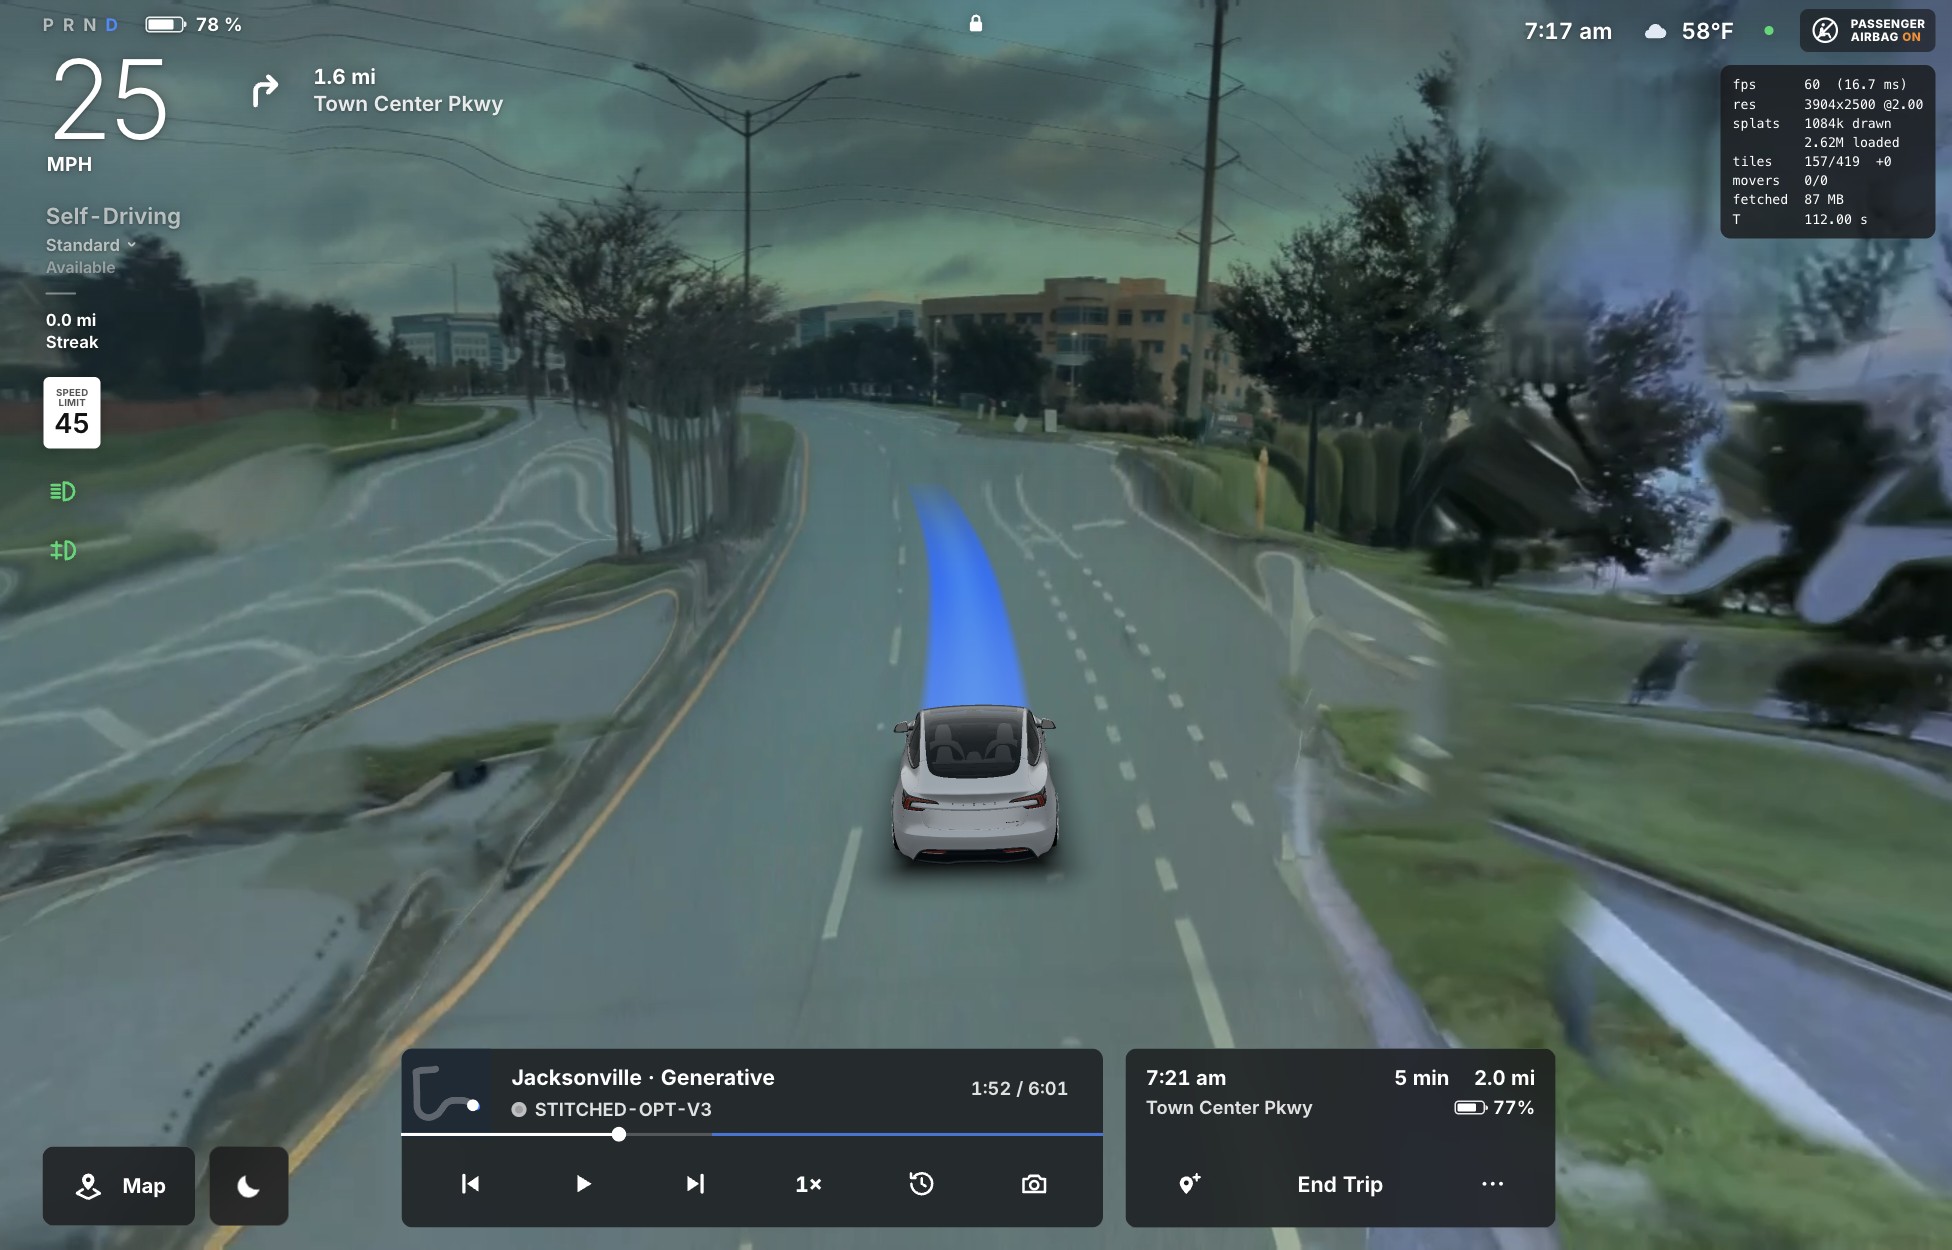 P R N D 78 %
25
MPH
1.6 mi
Town Center Pkwy
7:17 am 58°F
PASSENGER
AIRBAG ON
fps 60 (16.7 ms)
res 3904x2500 @2.00
splats 1084k drawn
2.62M loaded
tiles 157/419 +0
movers 0/0
fetched 87 MB
T 112.00 s
Self-Driving
Standard
Available
0.0 mi
Streak
SPEED
LIMIT
45
Jacksonville · Generative
STITCHED-OPT-V3
1:52 / 6:01
1×
7:21 am 5 min 2.0 mi
Town Center Pkwy 77%
End Trip
Map